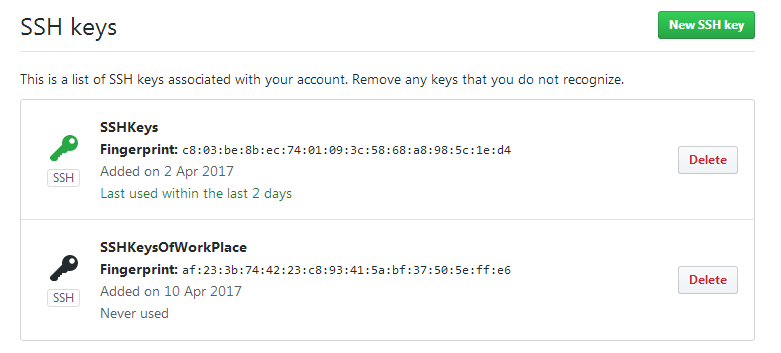 SSH keys
New SSH key
This is a list of SSH keys associated with your account. Remove any keys that you do not recognize.
SSHKeys
Fingerprint: c8:03:be:8b:ec:74:01:09:3c:58:68:a8:98:5c:1e:d4
Added on 2 Apr 2017
Last used within the last 2 days
SSH
Delete
SSHKeysOfWorkPlace
Fingerprint: af:23:3b:74:42:23:c8:93:41:5a:bf:37:50:5e:ff:e6
Added on 10 Apr 2017
Never used
SSH
Delete